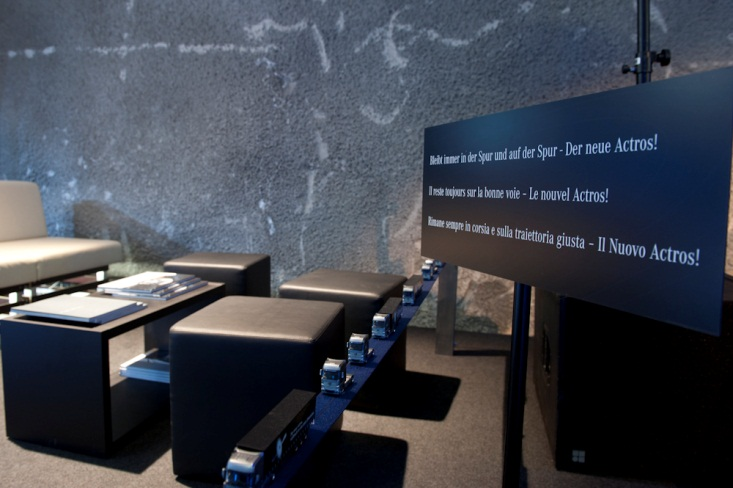 Bleibt immer in der Spur und auf der Spur - Der neue Actros!
Il reste toujours sur la bonne voie – Le nouvel Actros!
Rimane sempre in corsia e sulla traiettoria giusta – Il Nuovo Actros!